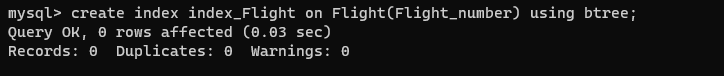 mysql> create index index_Flight on Flight(Flight_number) using btree;
Query OK, 0 rows affected (0.03 sec)
Records: 0  Duplicates: 0  Warnings: 0